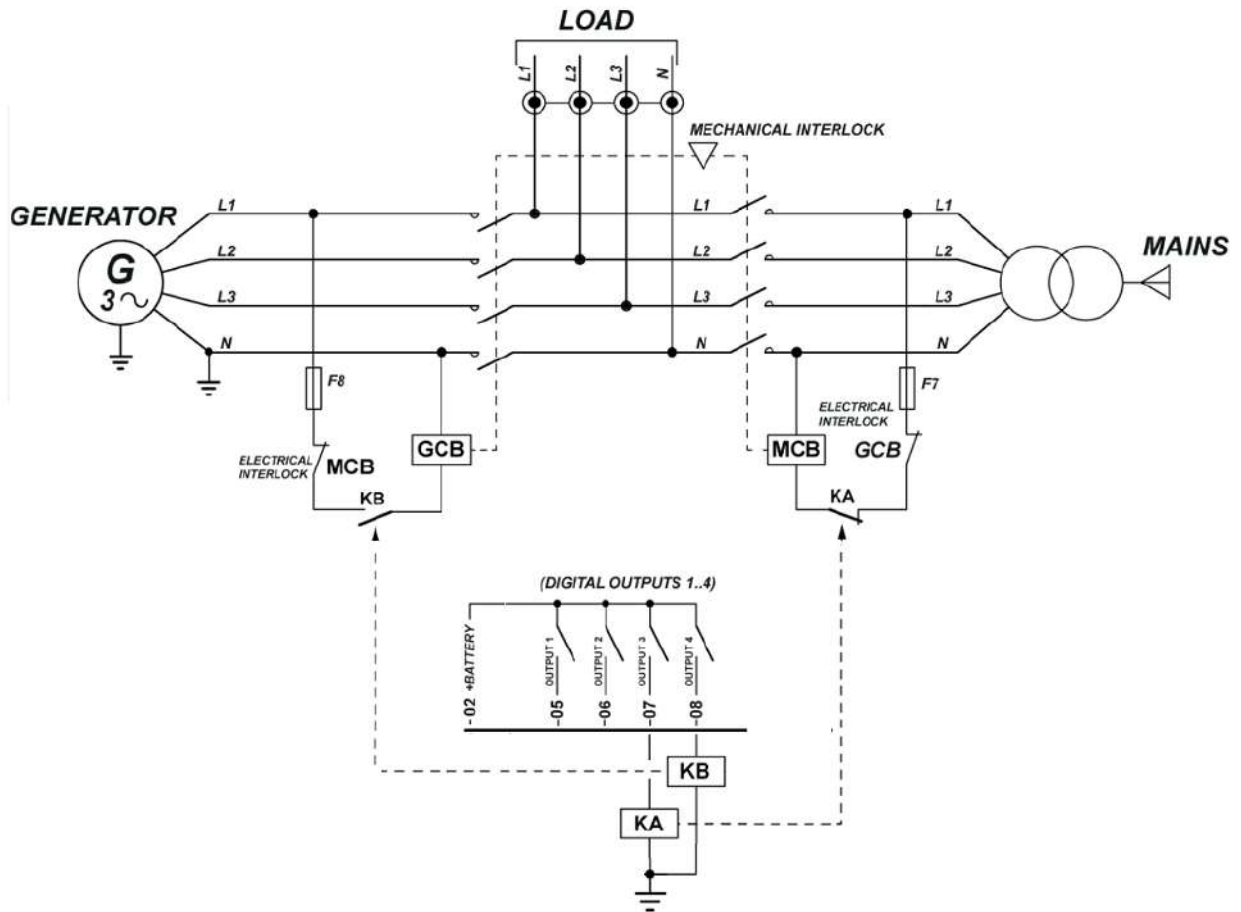 LOAD
L1
L2
L3
N
MECHANICAL INTERLOCK
GENERATOR
G
3
L1
L2
L3
N
L1
L2
L3
N
L1
L2
L3
N
MAINS
F8
ELECTRICAL
INTERLOCK
MCB
GCB
KB
MCB
ELECTRICAL
INTERLOCK
F7
GCB
KA
(DIGITAL OUTPUTS 1..4)
-02 +BATTERY
OUTPUT 1
-05
OUTPUT 2
-06
OUTPUT 3
-07
OUTPUT 4
-08
KB
KA